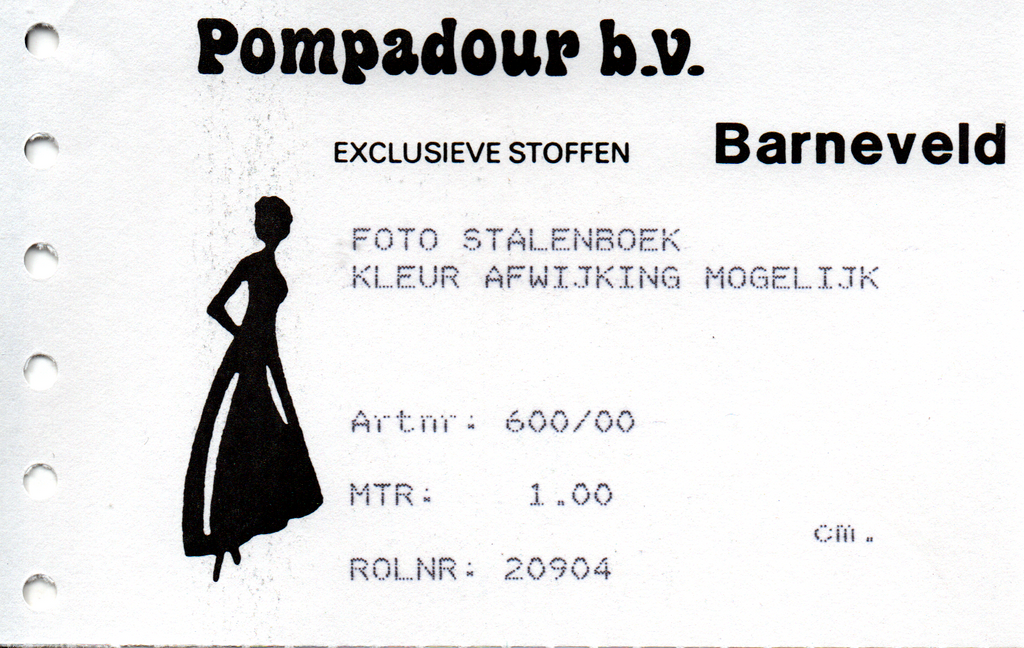 Pompadour b.v.
EXCLUSIEVE STOFFEN Barneveld
FOTO STALENBOEK
KLEUR AFWIJKING MOGELIJK
Artnr: 600/00
MTR: 1.00
cm.
ROLNR: 20904